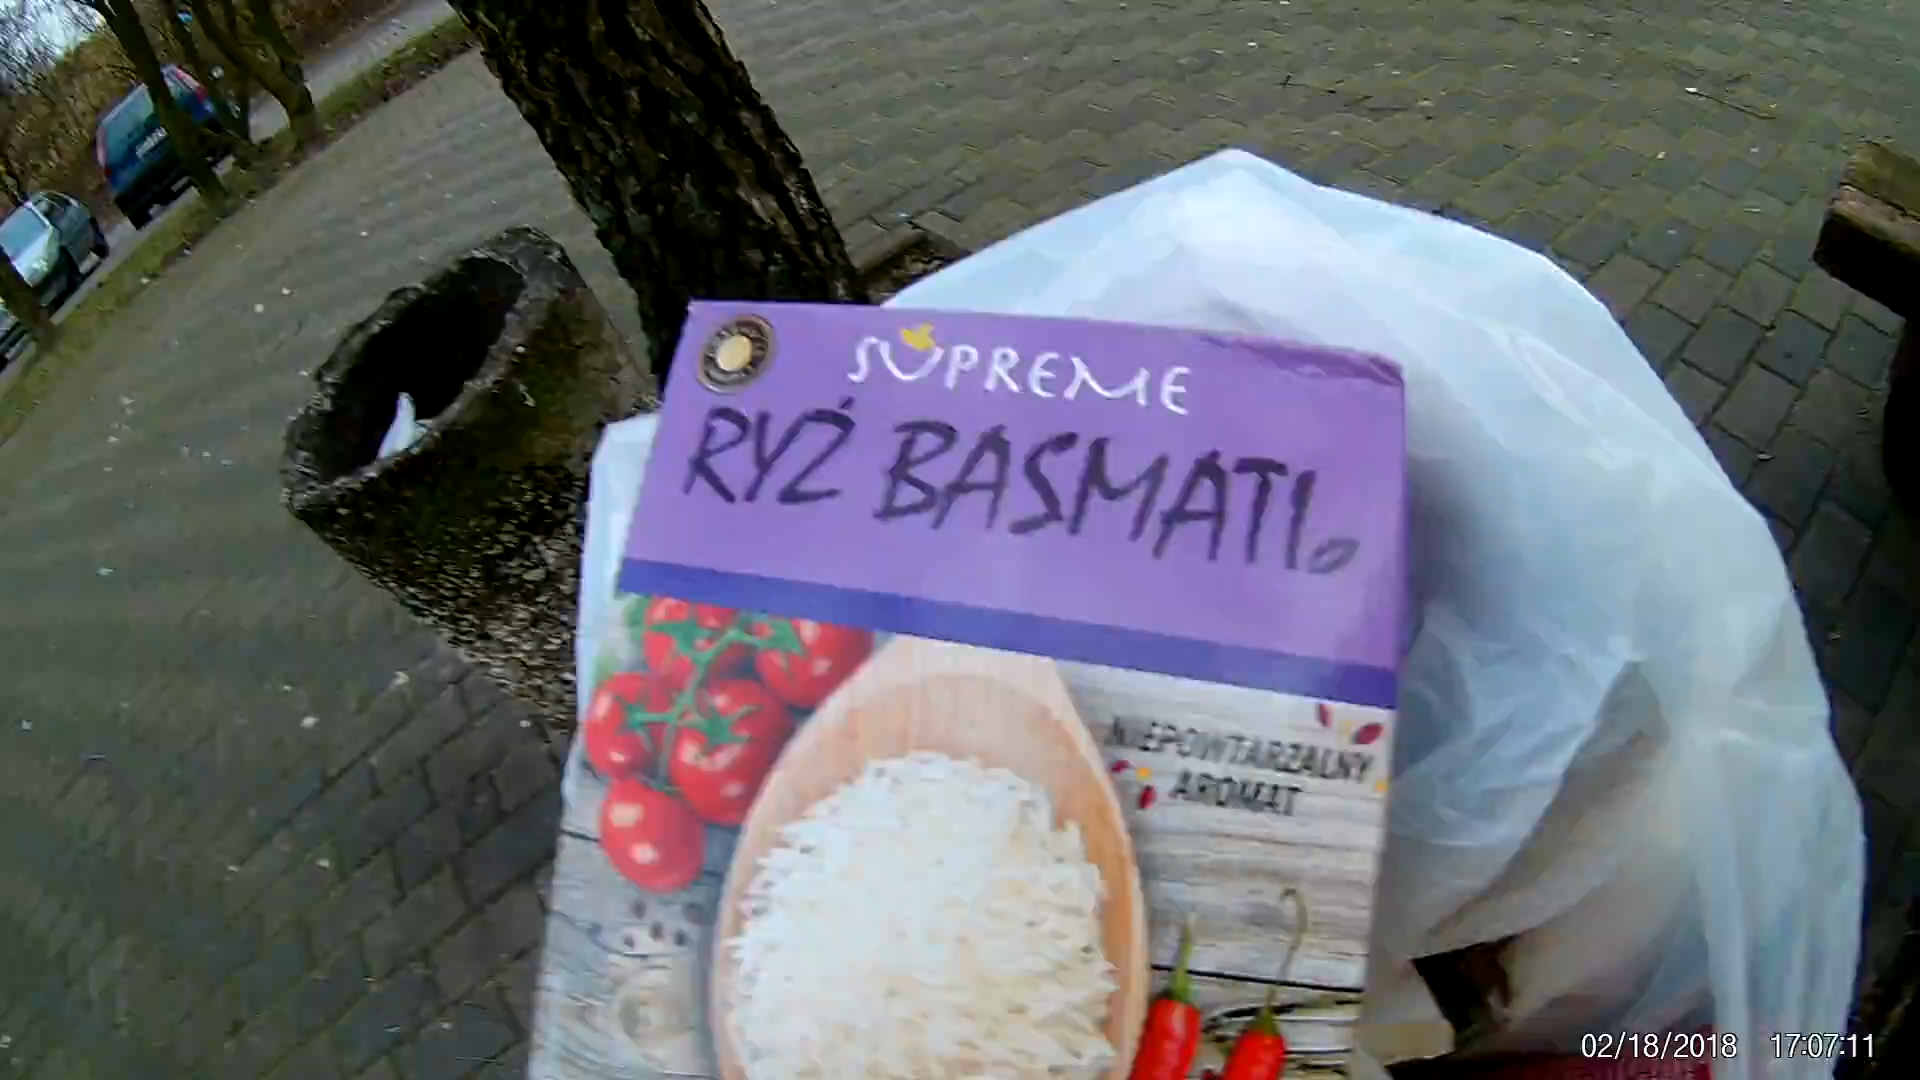 SUPREME
RYŻ BASMATI
NIEPOWTARZALNY
AROMAT
02/18/2018 17:07:11